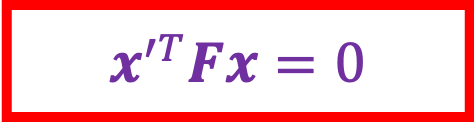 x′ᵀFx = 0